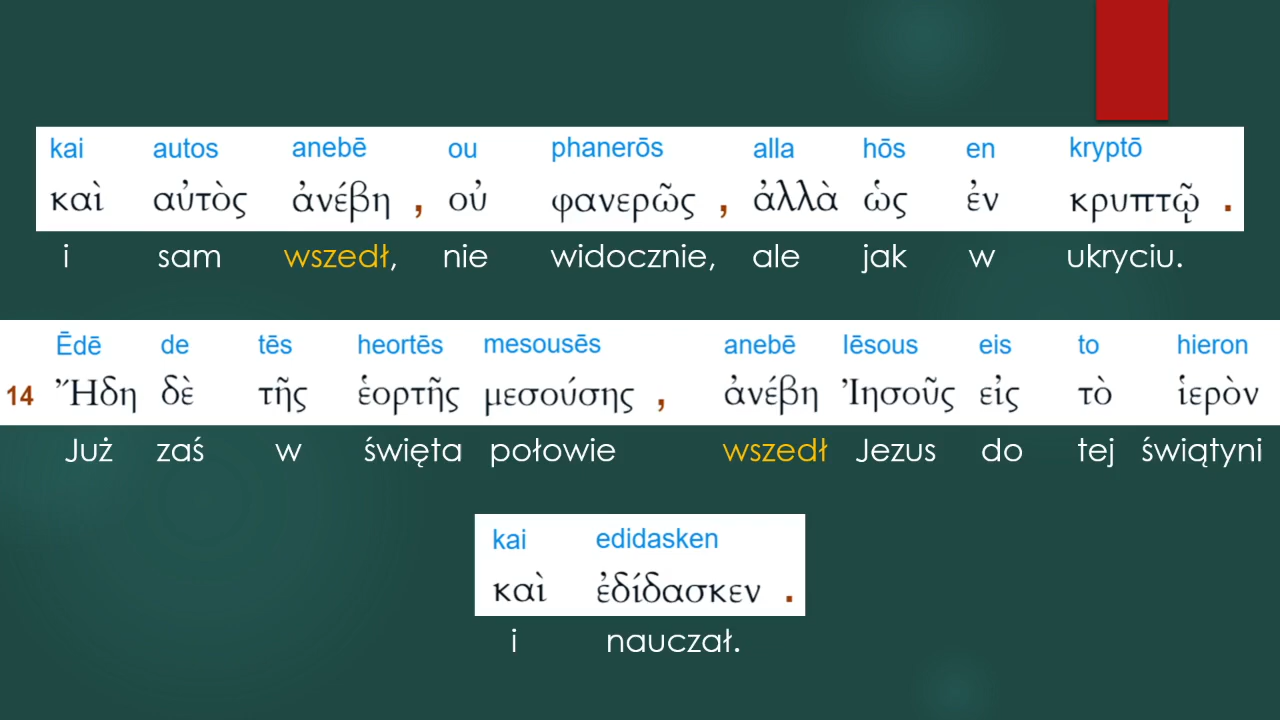 kai autos anebē ou phanerōs alla hōs en kryptō
καὶ αὐτὸς ἀνέβη , οὐ φανερῶς , ἀλλὰ ὡς ἐν κρυπτῷ .
i sam wszedł, nie widocznie, ale jak w ukryciu.
Ēdē de tēs heortēs mesousēs anebē Iēsous eis to hieron
14 Ἤδη δὲ τῆς ἑορτῆς μεσούσης , ἀνέβη Ἰησοῦς εἰς τὸ ἱερὸν
Już zaś w święta połowie wszedł Jezus do tej świątyni
kai edidasken
καὶ ἐδίδασκεν .
i nauczał.